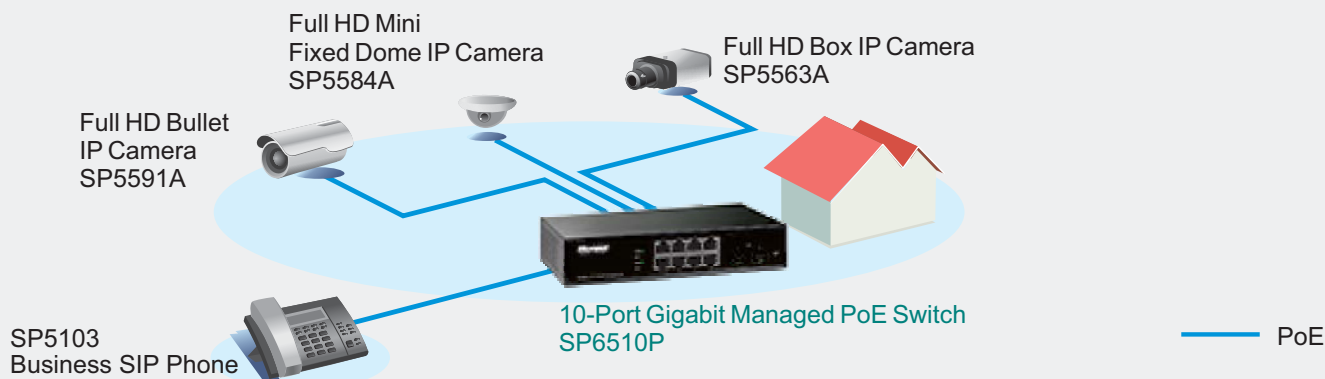 Full HD Mini
Fixed Dome IP Camera
SP5584A
Full HD Box IP Camera
SP5563A
Full HD Bullet
IP Camera
SP5591A
10-Port Gigabit Managed PoE Switch
SP6510P
SP5103
Business SIP Phone
PoE